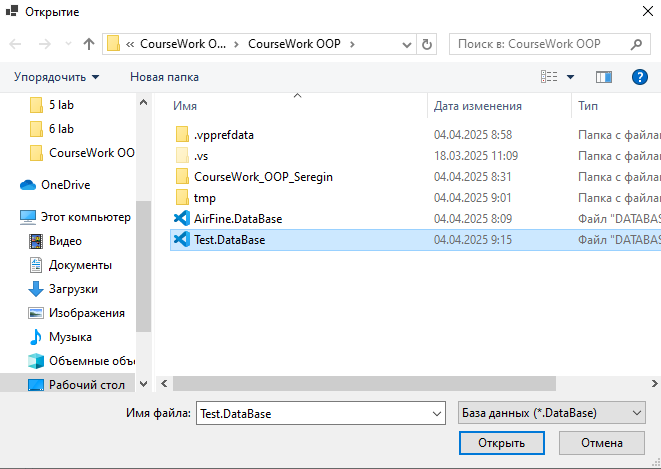 Открытие
« CourseWork O... › CourseWork OOP ›
Поиск в: CourseWork OOP
Упорядочить
Новая папка
5 lab
6 lab
CourseWork OO
OneDrive
Этот компьютер
Видео
Документы
Загрузки
Изображения
Музыка
Объемные объ
Рабочий стол
Имя Дата изменения Тип
.vpprefdata 04.04.2025 8:58 Папка с файлам
.vs 18.03.2025 11:09 Папка с файлам
CourseWork_OOP_Seregin 04.04.2025 8:31 Папка с файлам
tmp 04.04.2025 9:01 Папка с файлам
AirFine.DataBase 04.04.2025 8:09 Файл "DATABAS
Test.DataBase 04.04.2025 9:15 Файл "DATABAS
Имя файла: Test.DataBase База данных (*.DataBase)
Открыть Отмена